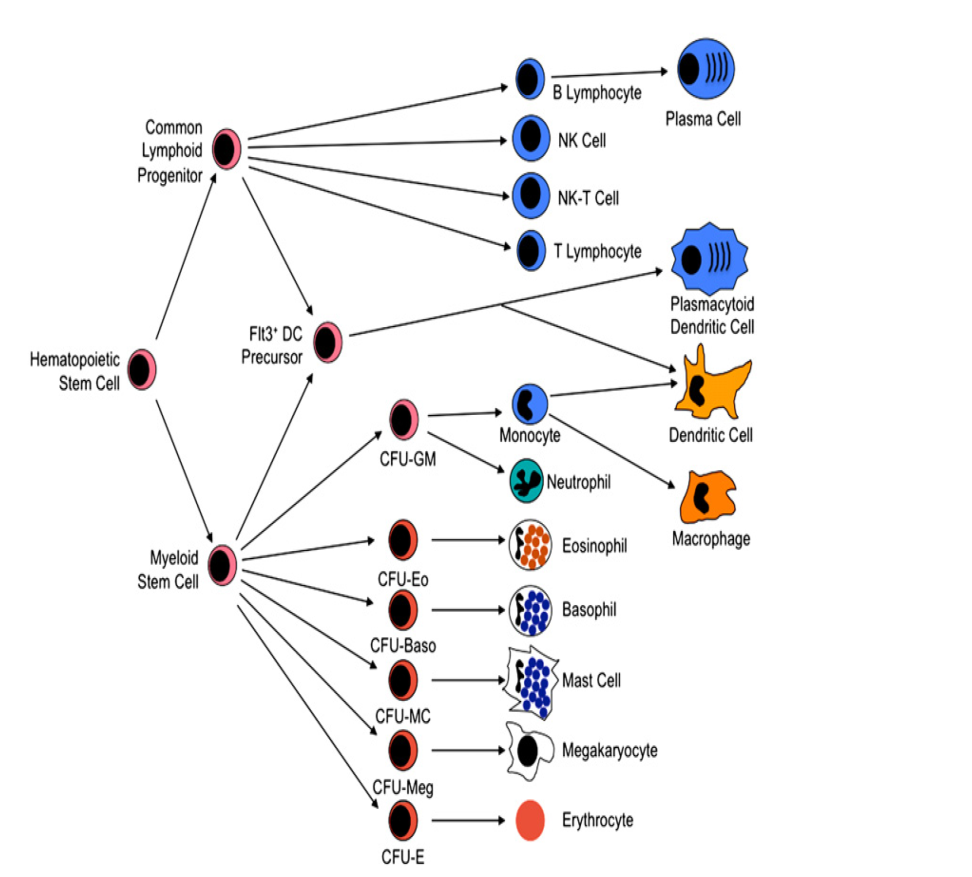 B Lymphocyte
Plasma Cell
Common
Lymphoid
Progenitor
NK Cell
NK-T Cell
T Lymphocyte
Plasmacytoid
Dendritic Cell
Flt3⁺ DC
Precursor
Hematopoietic
Stem Cell
Monocyte
Dendritic Cell
CFU-GM
Neutrophil
Macrophage
Eosinophil
Myeloid
Stem Cell
CFU-Eo
Basophil
CFU-Baso
Mast Cell
CFU-MC
Megakaryocyte
CFU-Meg
Erythrocyte
CFU-E